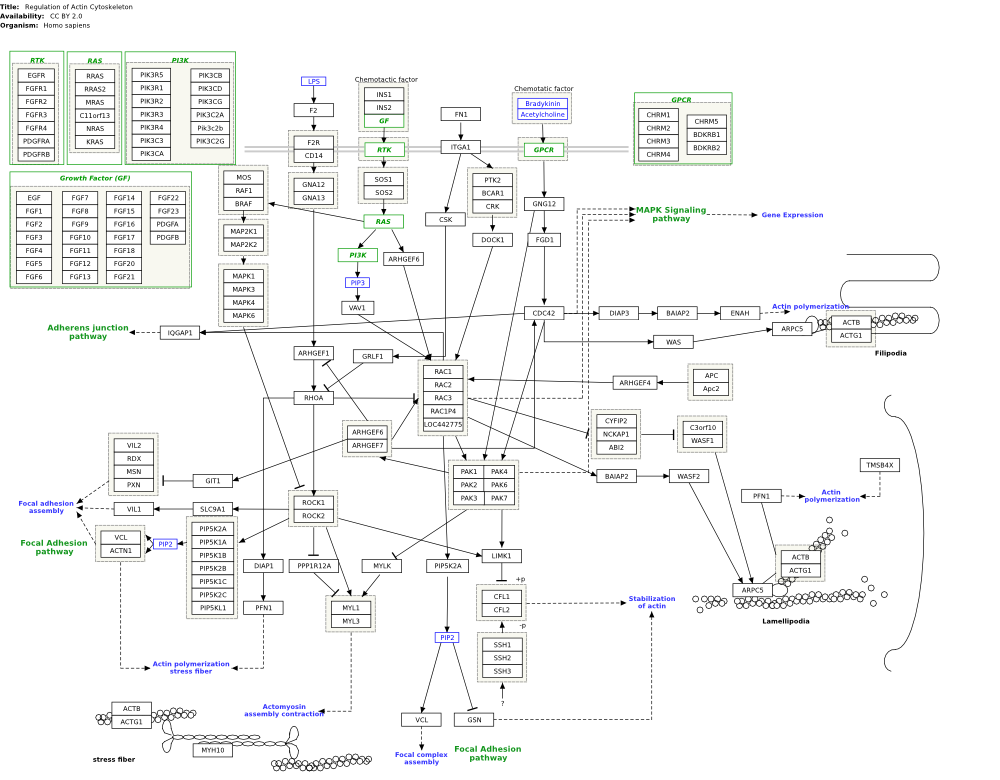 Title: Regulation of Actin Cytoskeleton
Availability: CC BY 2.0
Organism: Homo sapiens
RTK
EGFR
FGFR1
FGFR2
FGFR3
FGFR4
PDGFRA
PDGFRB
RAS
RRAS
RRAS2
MRAS
C11orf13
NRAS
KRAS
PI3K
PIK3R5
PIK3R1
PIK3R2
PIK3R3
PIK3R4
PIK3C3
PIK3CA
PIK3CB
PIK3CD
PIK3CG
PIK3C2A
Pik3c2b
PIK3C2G
Growth Factor (GF)
EGF
FGF1
FGF2
FGF3
FGF4
FGF5
FGF6
FGF7
FGF8
FGF9
FGF10
FGF11
FGF12
FGF13
FGF14
FGF15
FGF16
FGF17
FGF18
FGF20
FGF21
FGF22
FGF23
PDGFA
PDGFB
LPS
F2
F2R
CD14
GNA12
GNA13
Chemotactic factor
INS1
INS2
GF
RTK
SOS1
SOS2
RAS
PI3K
ARHGEF6
PIP3
VAV1
FN1
ITGA1
CSK
PTK2
BCAR1
CRK
DOCK1
Chemotatic factor
Bradykinin
Acetylcholine
GPCR
GNG12
FGD1
GPCR
CHRM1
CHRM2
CHRM3
CHRM4
CHRM5
BDKRB1
BDKRB2
MOS
RAF1
BRAF
MAP2K1
MAP2K2
MAPK1
MAPK3
MAPK4
MAPK6
MAPK Signaling
pathway
Gene Expression
Adherens junction
pathway
IQGAP1
CDC42
DIAP3
BAIAP2
ENAH
Actin polymerization
WAS
ARPC5
ACTB
ACTG1
Filipodia
ARHGEF1
GRLF1
RHOA
RAC1
RAC2
RAC3
RAC1P4
LOC442775
ARHGEF4
APC
Apc2
ARHGEF6
ARHGEF7
CYFIP2
NCKAP1
ABI2
C3orf10
WASF1
VIL2
RDX
MSN
PXN
GIT1
PAK1
PAK2
PAK3
PAK4
PAK6
PAK7
BAIAP2
WASF2
TMSB4X
PFN1
Actin
polymerization
Focal adhesion
assembly
VIL1
SLC9A1
ROCK1
ROCK2
Focal Adhesion
pathway
VCL
ACTN1
PIP2
PIP5K2A
PIP5K1A
PIP5K1B
PIP5K2B
PIP5K1C
PIP5K2C
PIP5KL1
DIAP1
PPP1R12A
MYLK
PIP5K2A
LIMK1
PFN1
MYL1
MYL3
+p
CFL1
CFL2
-p
SSH1
SSH2
SSH3
?
Stabilization
of actin
ACTB
ACTG1
ARPC5
Lamellipodia
PIP2
Actin polymerization
stress fiber
Actomyosin
assembly contraction
VCL
GSN
Focal complex
assembly
Focal Adhesion
pathway
ACTB
ACTG1
MYH10
stress fiber